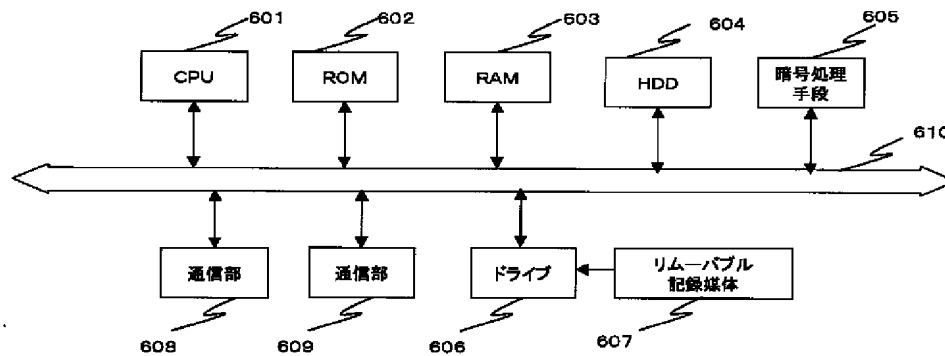 601
602
603
604
605
CPU
ROM
RAM
HDD
暗号処理
手段
610
通信部
通信部
ドライブ
リムーバブル
記録媒体
608
609
606
607